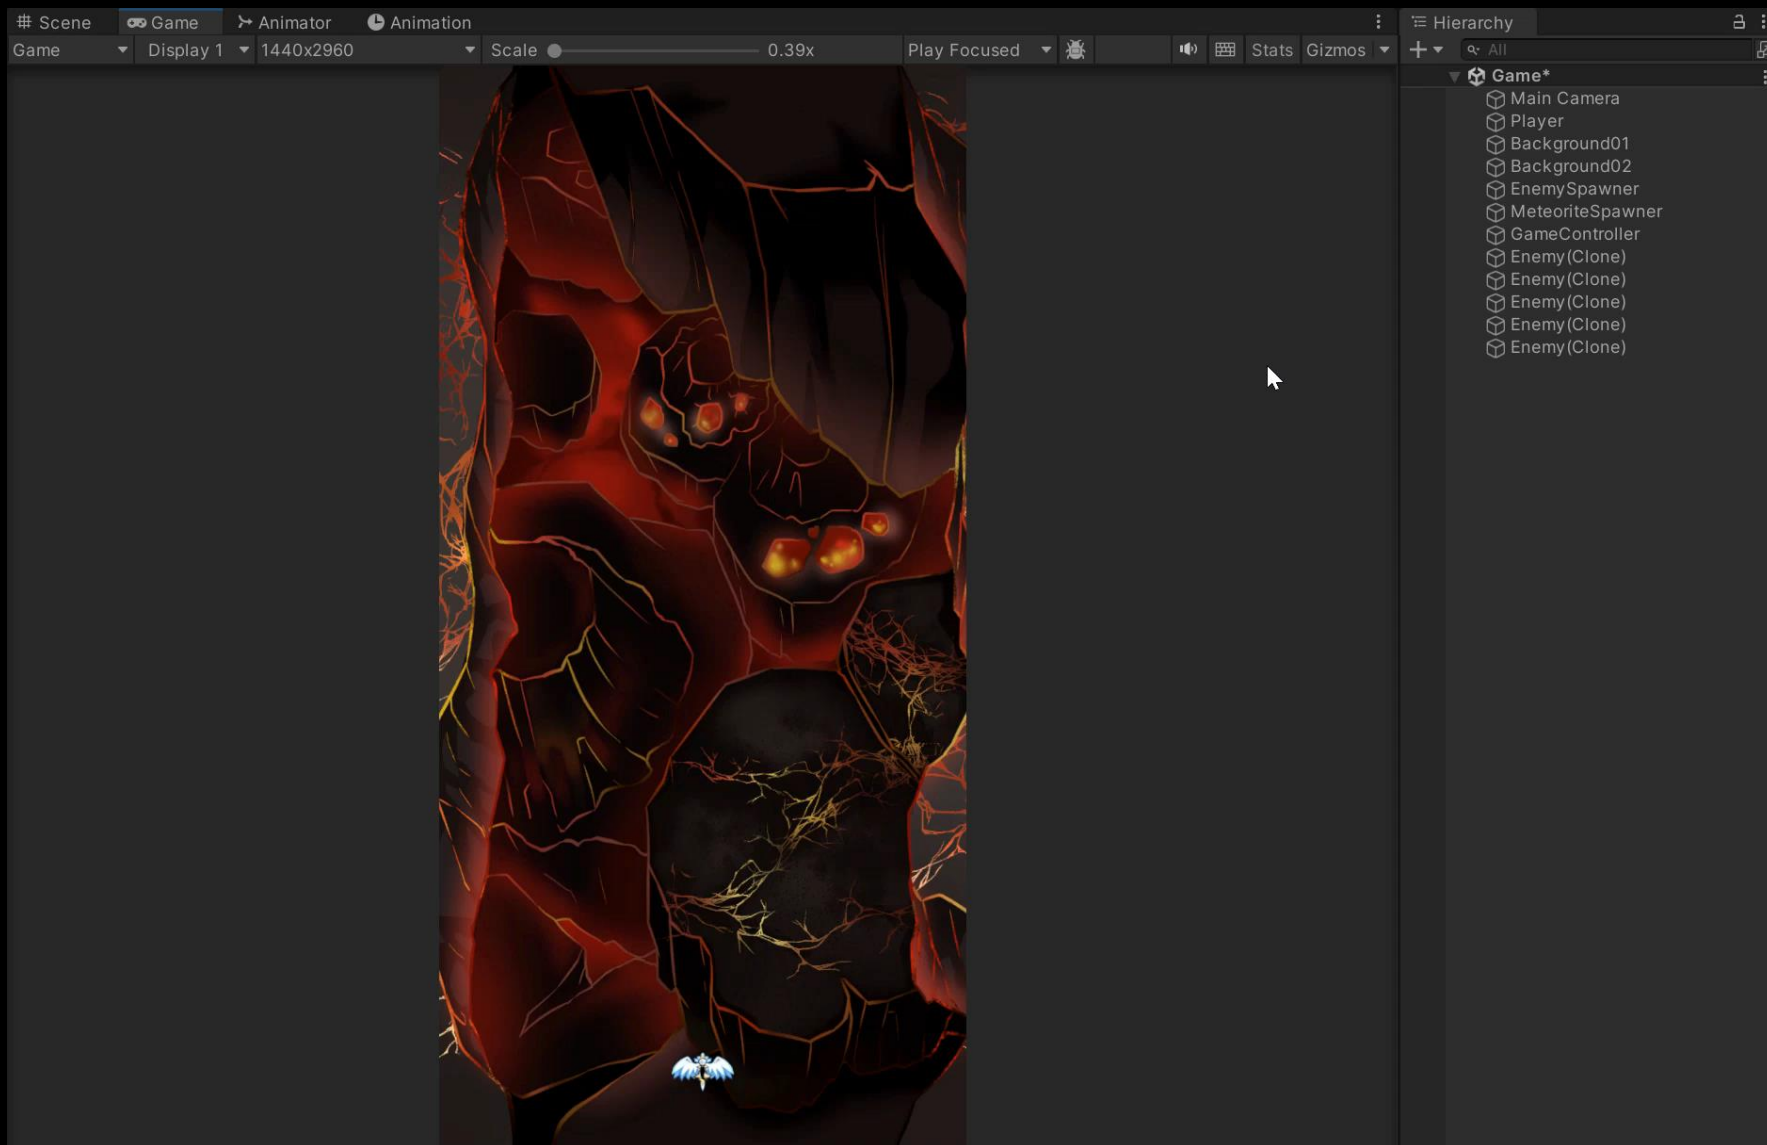 Scene Game Animator Animation
Game Display 1 1440x2960 Scale 0.39x Play Focused Stats Gizmos
Hierarchy
All
Game*
Main Camera
Player
Background01
Background02
EnemySpawner
MeteoriteSpawner
GameController
Enemy(Clone)
Enemy(Clone)
Enemy(Clone)
Enemy(Clone)
Enemy(Clone)